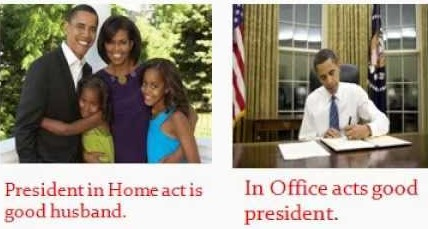 President in Home act is
good husband.
In Office acts good
president.